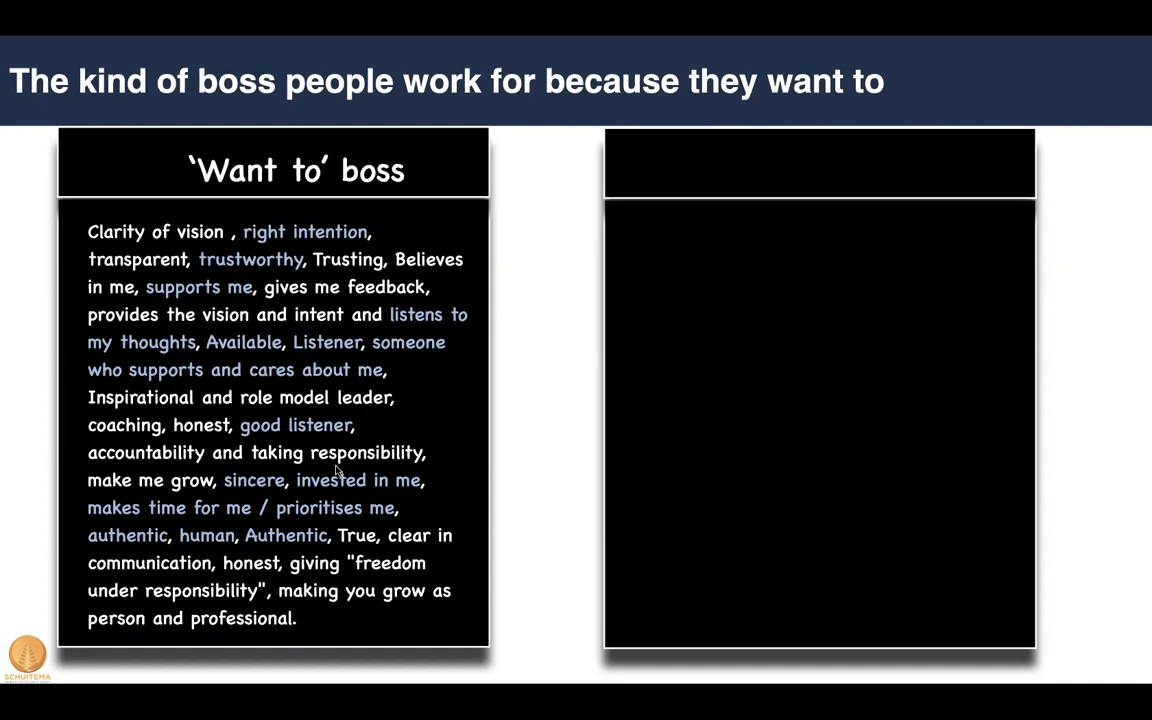 The kind of boss people work for because they want to
‘Want to’ boss
Clarity of vision , right intention,
transparent, trustworthy, Trusting, Believes
in me, supports me, gives me feedback,
provides the vision and intent and listens to
my thoughts, Available, Listener, someone
who supports and cares about me,
Inspirational and role model leader,
coaching, honest, good listener,
accountability and taking responsibility,
make me grow, sincere, invested in me,
makes time for me / prioritises me,
authentic, human, Authentic, True, clear in
communication, honest, giving "freedom
under responsibility", making you grow as
person and professional.
SCHUITEMA